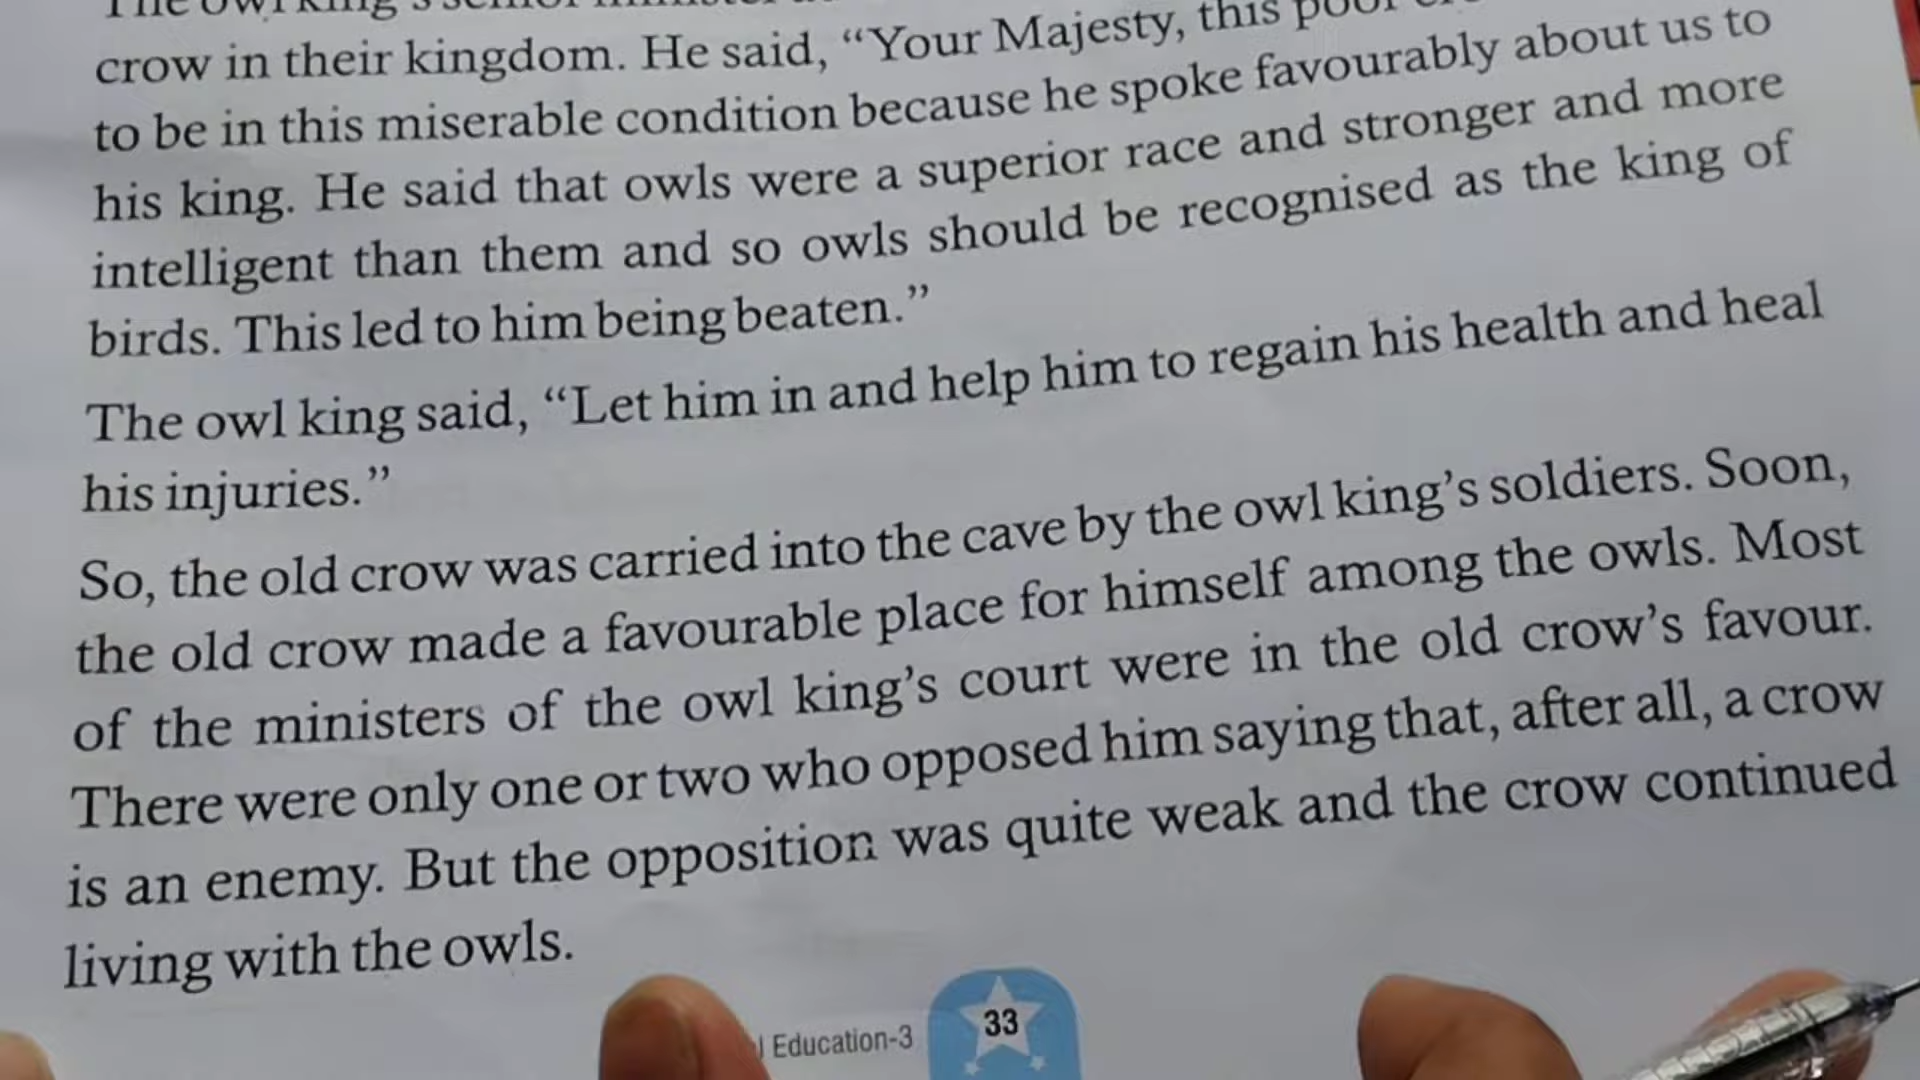 The owl king's senior minister
crow in their kingdom. He said, “Your Majesty, this poor
to be in this miserable condition because he spoke favourably about us to
his king. He said that owls were a superior race and stronger and more
intelligent than them and so owls should be recognised as the king of
birds. This led to him being beaten.”
The owl king said, “Let him in and help him to regain his health and heal
his injuries.”
So, the old crow was carried into the cave by the owl king's soldiers. Soon,
the old crow made a favourable place for himself among the owls. Most
of the ministers of the owl king's court were in the old crow's favour.
There were only one or two who opposed him saying that, after all, a crow
is an enemy. But the opposition was quite weak and the crow continued
living with the owls.
Education-3
33